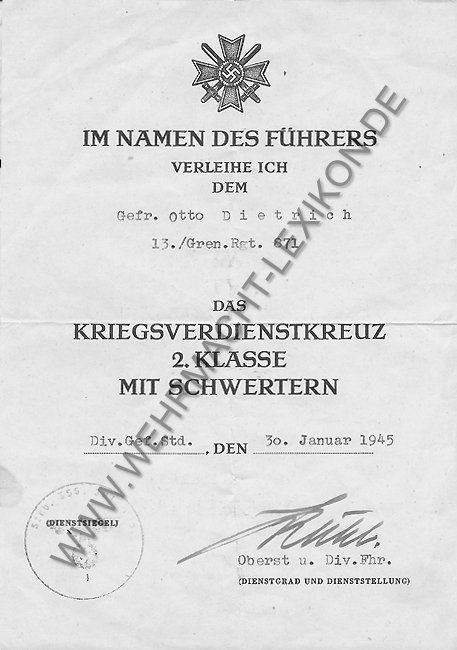 IM NAMEN DES FÜHRERS
VERLEIHE ICH
DEM
Gefr. Otto Dietrich
13./Gren.Rgt. 871
DAS
KRIEGSVERDIENSTKREUZ
2. KLASSE
MIT SCHWERTERN
Div.Gef.Std. , DEN 30. Januar 1945
(DIENSTSIEGEL)
Oberst u. Div.Fhr.
(DIENSTGRAD UND DIENSTSTELLUNG)
WWW.WEHRMACHT-LEXIKON.DE